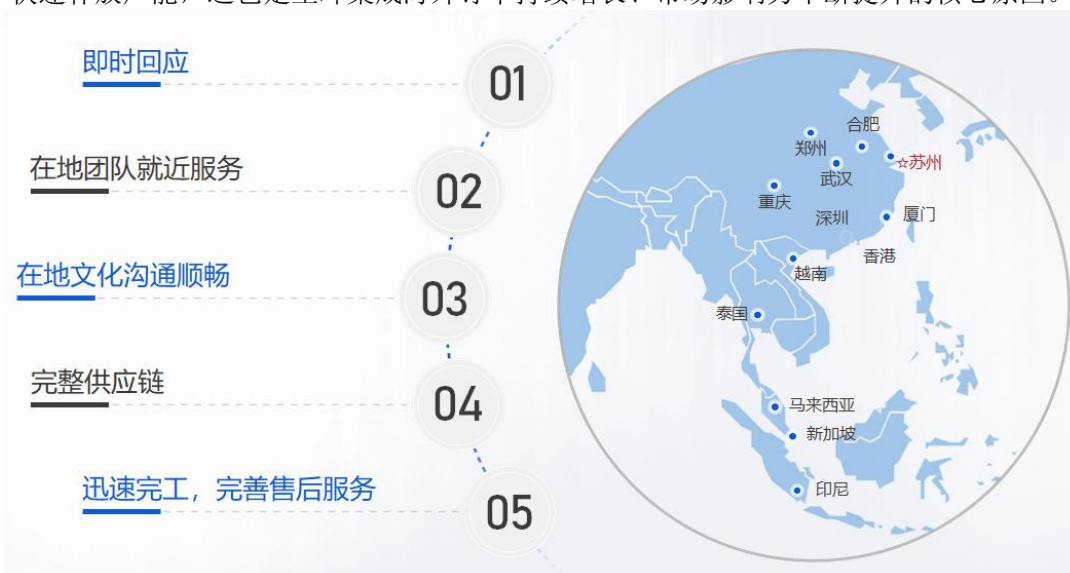 即时回应
01
在地团队就近服务
02
在地文化沟通顺畅
03
完整供应链
04
迅速完工，完善售后服务
05
合肥
郑州
☆苏州
武汉
重庆
深圳
厦门
香港
越南
泰国
马来西亚
新加坡
印尼